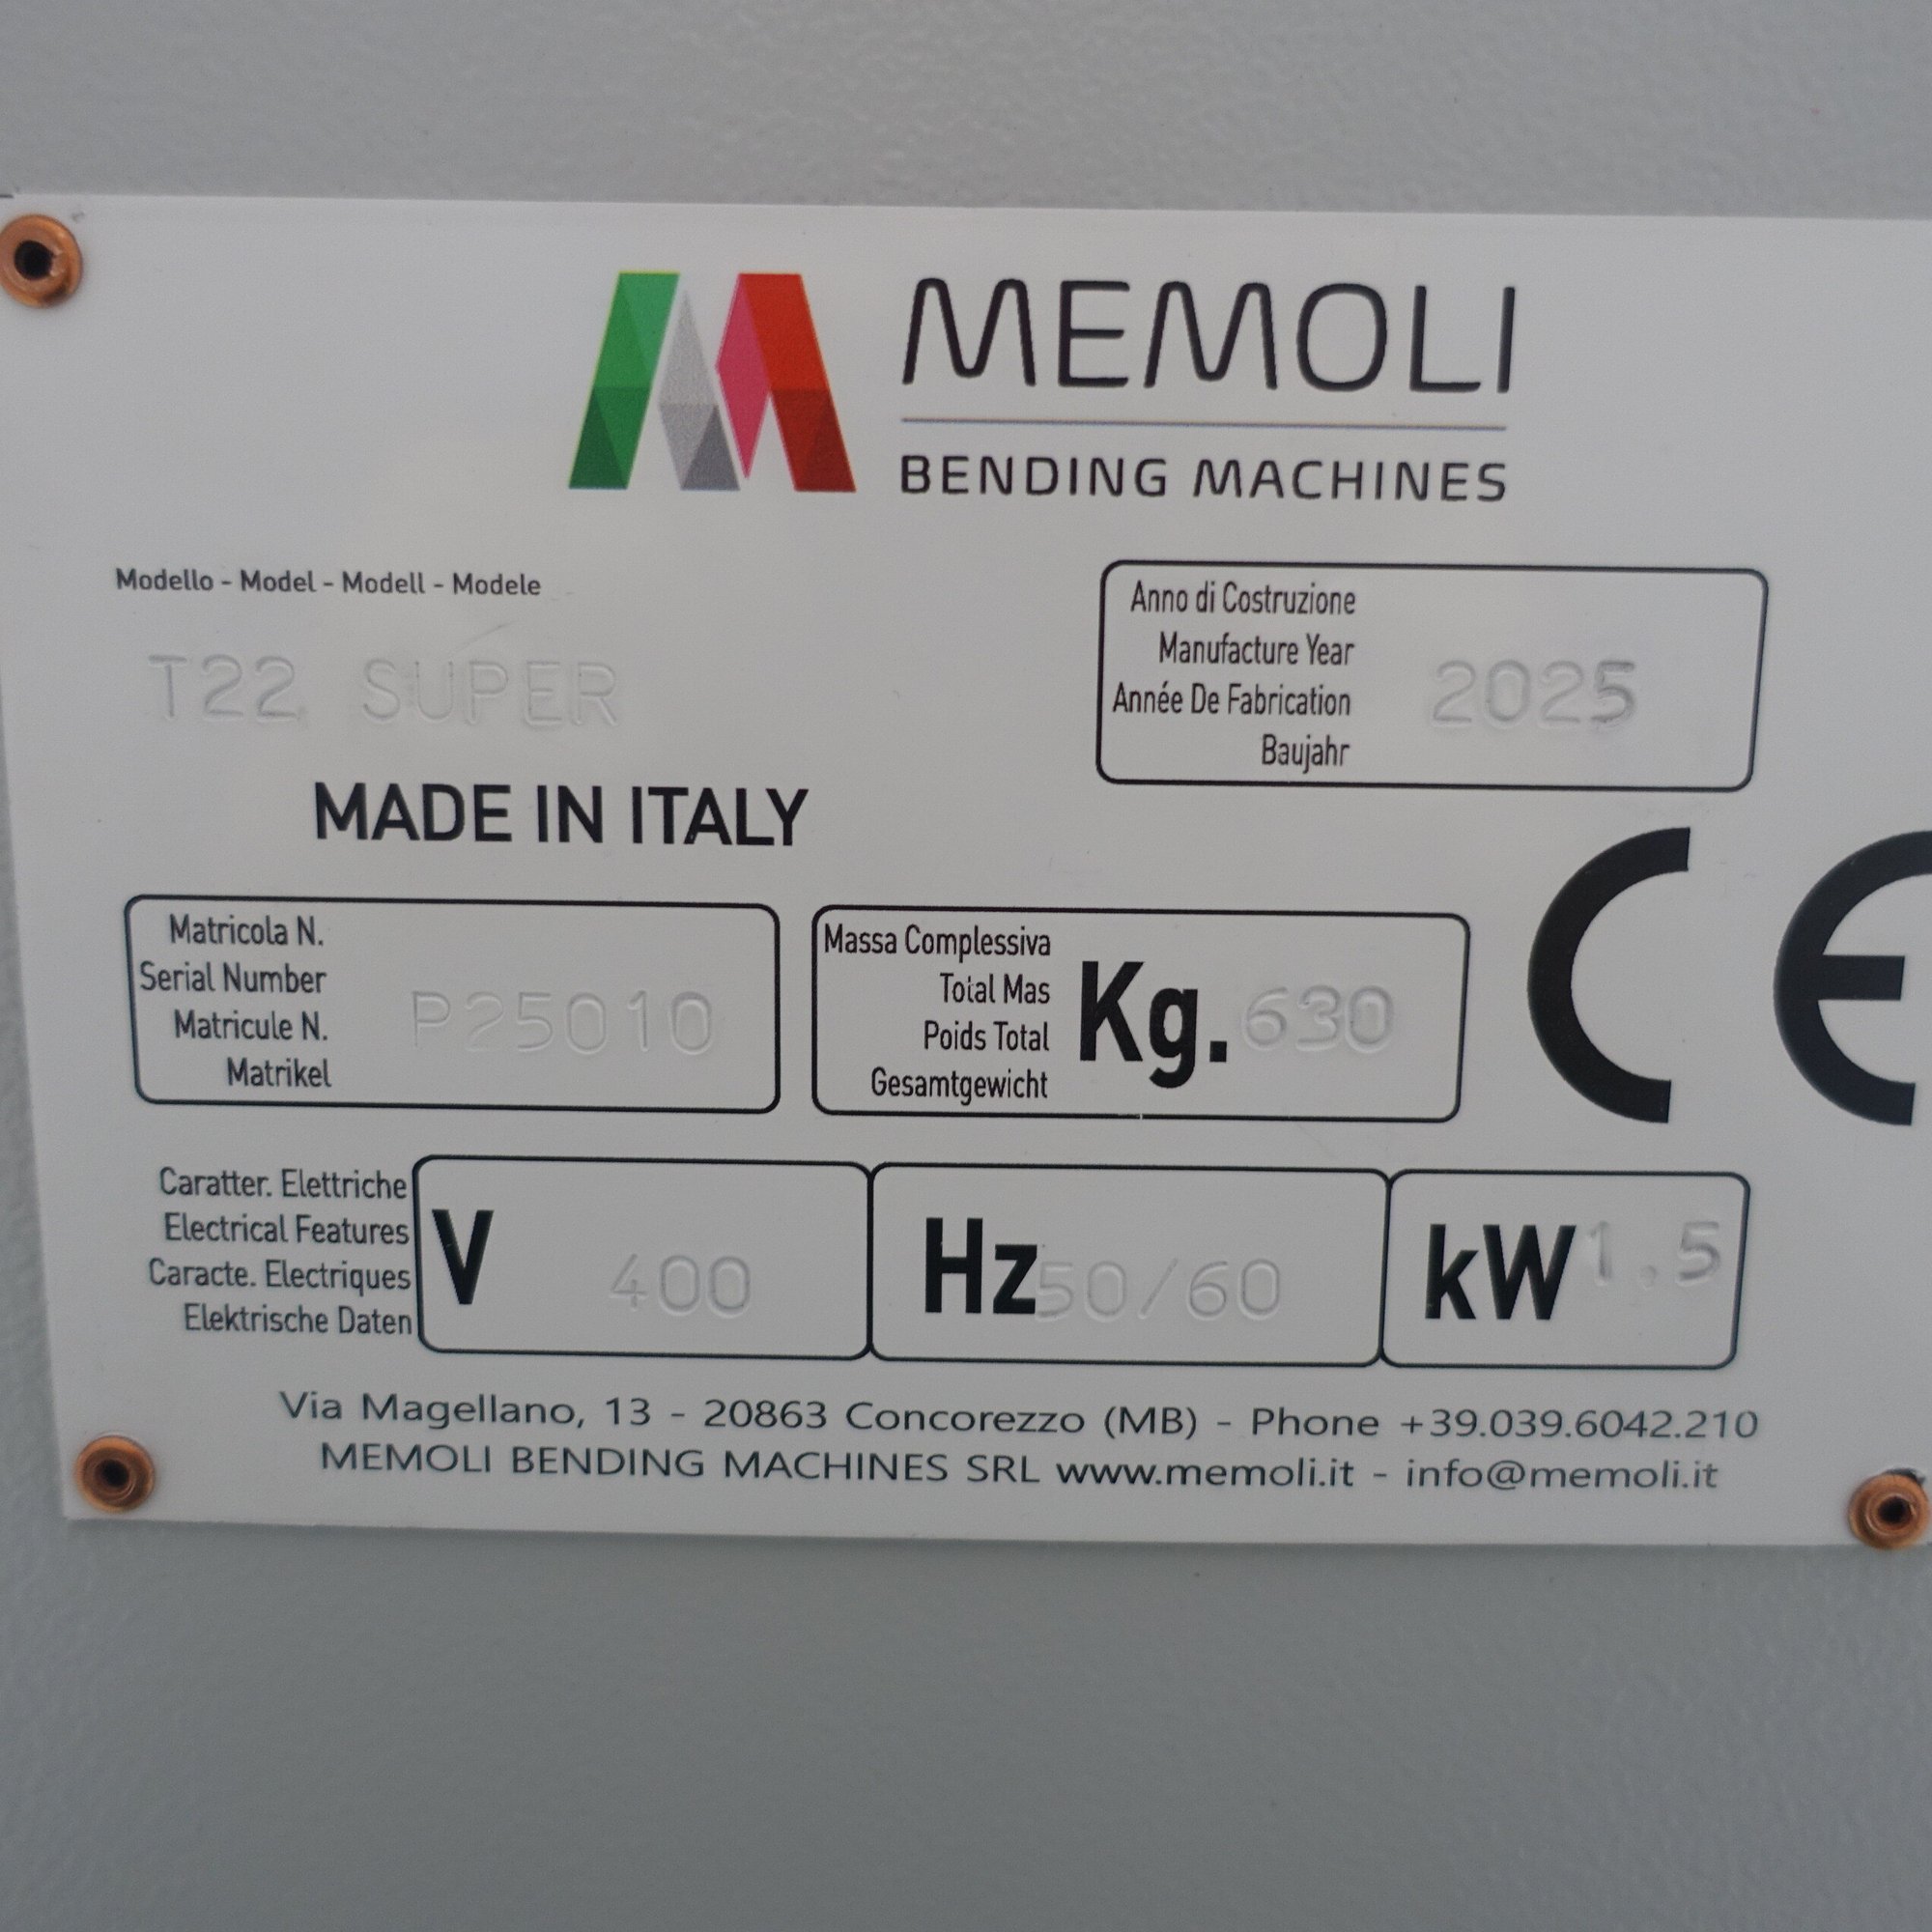 MEMOLI
BENDING MACHINES
Modello - Model - Modell - Modele
T22 SUPER
Anno di Costruzione
Manufacture Year
Année De Fabrication
Baujahr
2025
MADE IN ITALY
CE
Matricola N.
Serial Number
Matricule N.
Matrikel
P25010
Massa Complessiva
Total Mas
Poids Total
Gesamtgewicht
Kg. 630
Caratter. Elettriche
Electrical Features
Caracte. Electriques
Elektrische Daten
V 400
Hz 50/60
kW 1.5
Via Magellano, 13 - 20863 Concorezzo (MB) - Phone +39.039.6042.210
MEMOLI BENDING MACHINES SRL www.memoli.it - info@memoli.it